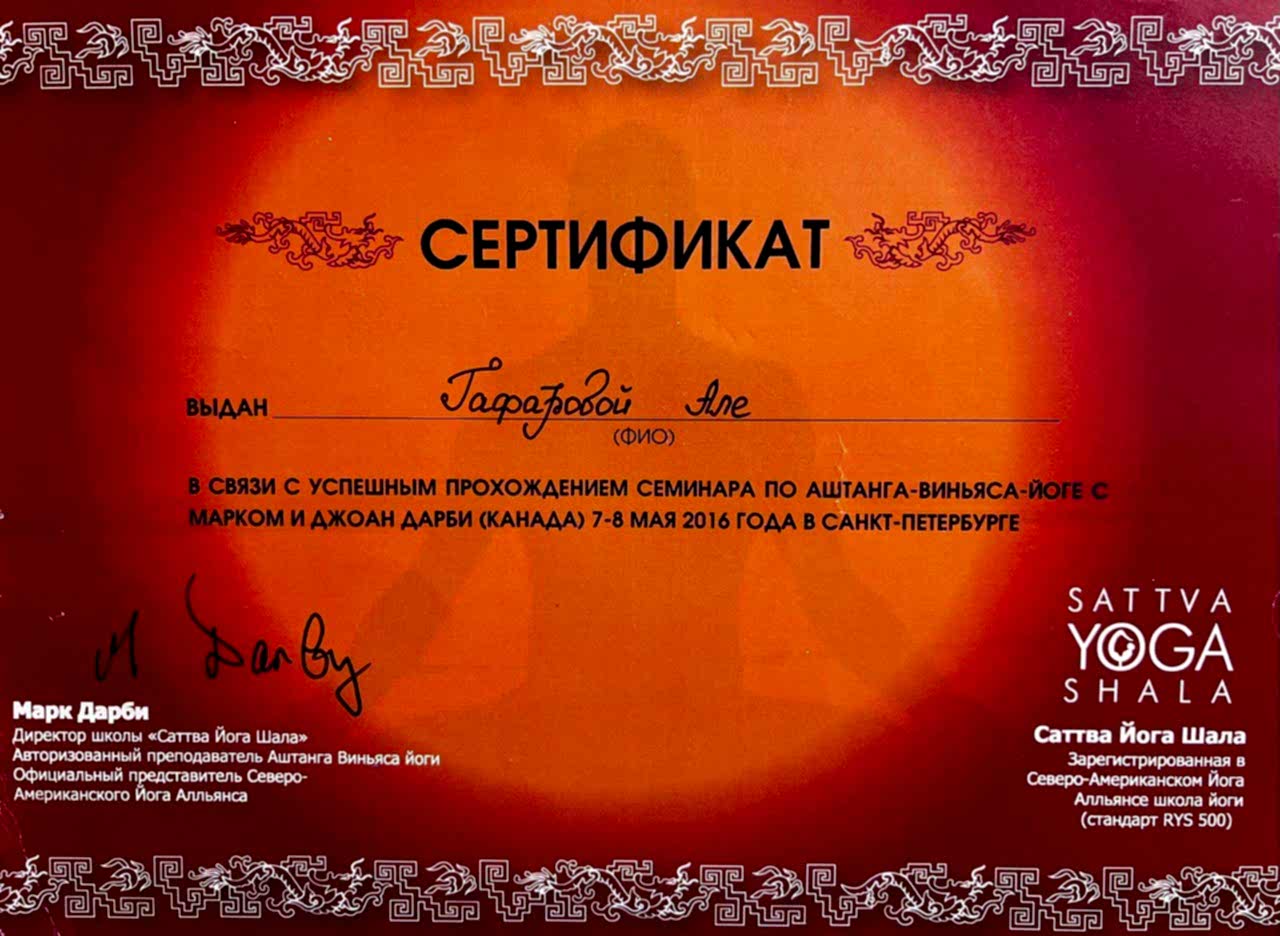 СЕРТИФИКАТ
ВЫДАН Гафаровой Але
(ФИО)
В СВЯЗИ С УСПЕШНЫМ ПРОХОЖДЕНИЕМ СЕМИНАРА ПО АШТАНГА-ВИНЬЯСА-ЙОГЕ С
МАРКОМ И ДЖОАН ДАРБИ (КАНАДА) 7-8 МАЯ 2016 ГОДА В САНКТ-ПЕТЕРБУРГЕ
M Darby
Марк Дарби
Директор школы «Саттва Йога Шала»
Авторизованный преподаватель Аштанга Виньяса йоги
Официальный представитель Северо-
Американского Йога Алльянса
SATTVA
YOGA
SHALA
Саттва Йога Шала
Зарегистрированная в
Северо-Американском Йога
Алльянсе школа йоги
(стандарт RYS 500)